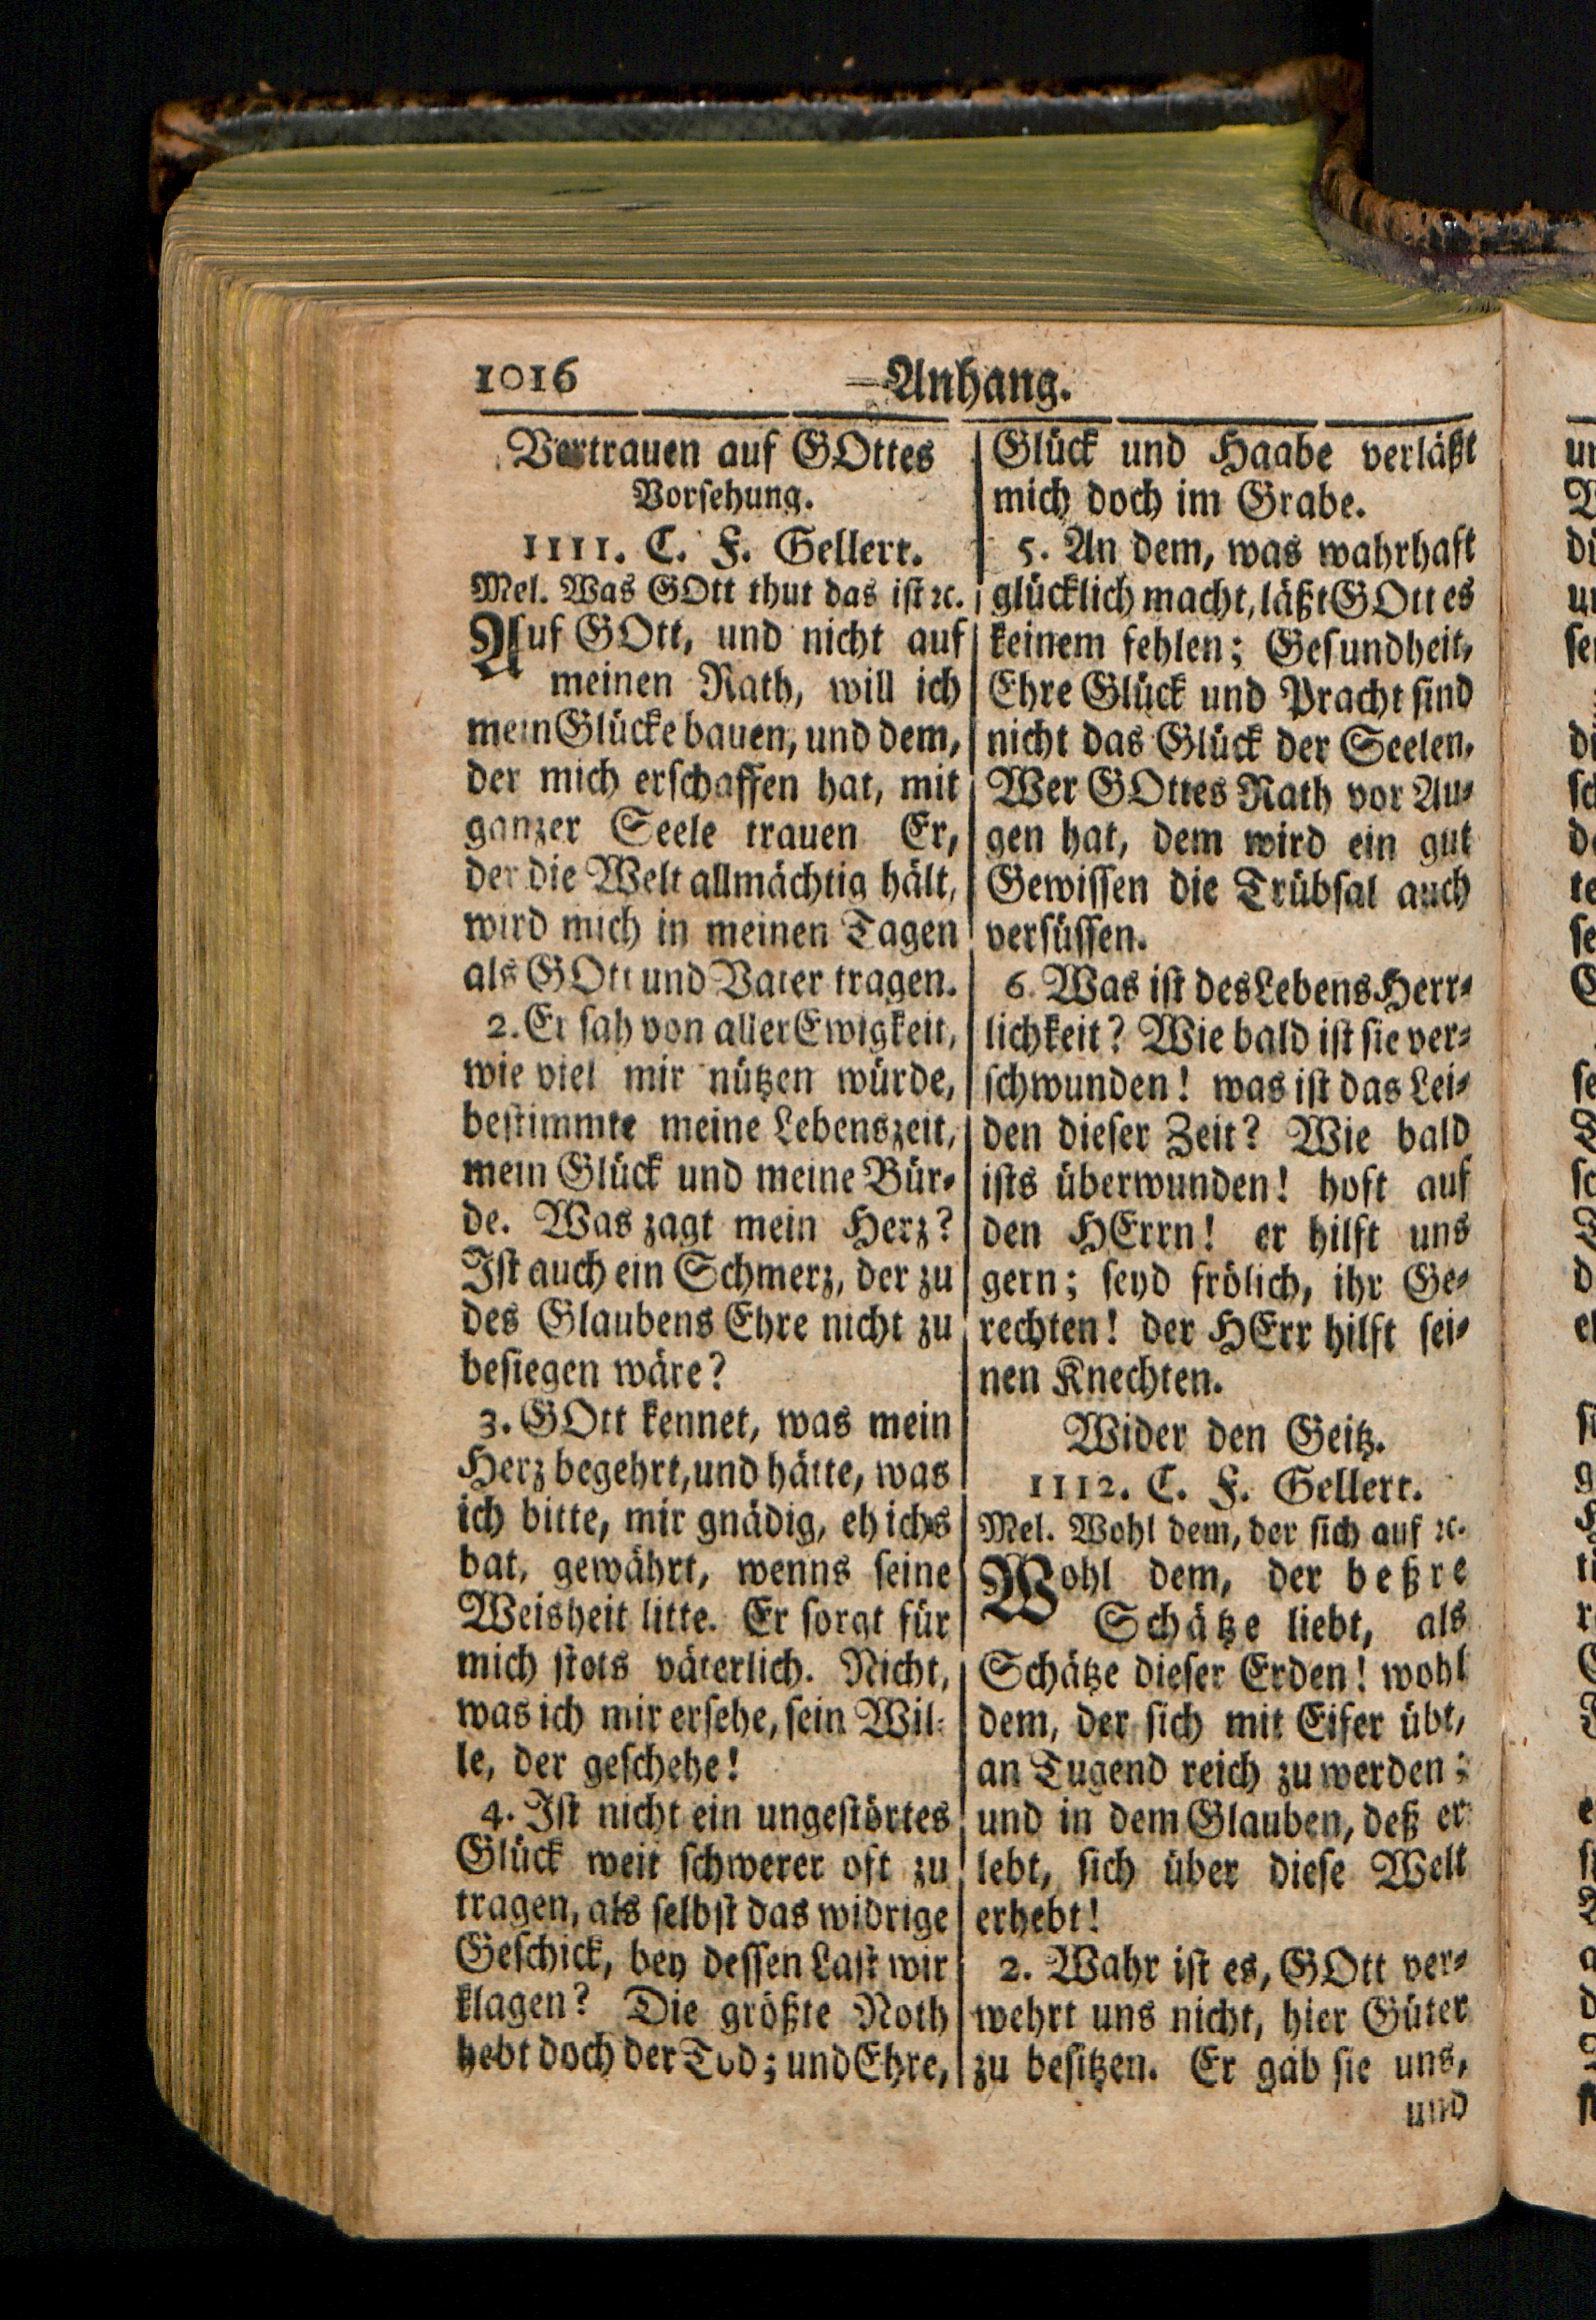 1016 Anhang.
Vertrauen auf GOttes
Vorsehung.
1111. C. F. Gellert.
Mel. Was GOtt thut das ist ꝛc.
Auf GOtt, und nicht auf
meinen Rath, will ich
mein Glücke bauen, und dem,
der mich erschaffen hat, mit
ganzer Seele trauen Er,
der die Welt allmächtig hält,
wird mich in meinen Tagen
als GOtt und Vater tragen.
2. Er sah von aller Ewigkeit,
wie viel mir nützen würde,
bestimmte meine Lebenszeit,
mein Glück und meine Bür-
de. Was zagt mein Herz?
Ist auch ein Schmerz, der zu
des Glaubens Ehre nicht zu
besiegen wäre?
3. GOtt kennet, was mein
Herz begehrt, und hätte, was
ich bitte, mir gnädig, eh ichs
bat, gewährt, wenns seine
Weisheit litte. Er sorgt für
mich stets väterlich. Nicht,
was ich mir ersehe, sein Wil-
le, der geschehe!
4. Ist nicht ein ungestörtes
Glück weit schwerer oft zu
tragen, als selbst das widrige
Geschick, bey dessen Last wir
klagen? Die größte Noth
hebt doch der Tod; und Ehre,
Glück und Haabe verläßt
mich doch im Grabe.
5. An dem, was wahrhaft
glücklich macht, läßt GOtt es
keinem fehlen; Gesundheit,
Ehre Glück und Pracht sind
nicht das Glück der Seelen.
Wer GOttes Rath vor Au-
gen hat, dem wird ein gut
Gewissen die Trübsal auch
versüssen.
6. Was ist des Lebens Herr-
lichkeit? Wie bald ist sie ver-
schwunden! was ist das Lei-
den dieser Zeit? Wie bald
ists überwunden! hoft auf
den HErrn! er hilft uns
gern; seyd frölich, ihr Ge-
rechten! der HErr hilft sei-
nen Knechten.
Wider den Geitz.
1112. C. F. Gellert.
Mel. Wohl dem, der sich auf ꝛc.
Wohl dem, der beßre
Schätze liebt, als
Schätze dieser Erden! wohl
dem, der sich mit Eifer übt,
an Tugend reich zu werden;
und in dem Glauben, deß er
lebt, sich über diese Welt
erhebt!
2. Wahr ist es, GOtt ver-
wehrt uns nicht, hier Güter
zu besitzen. Er gab sie uns,
und